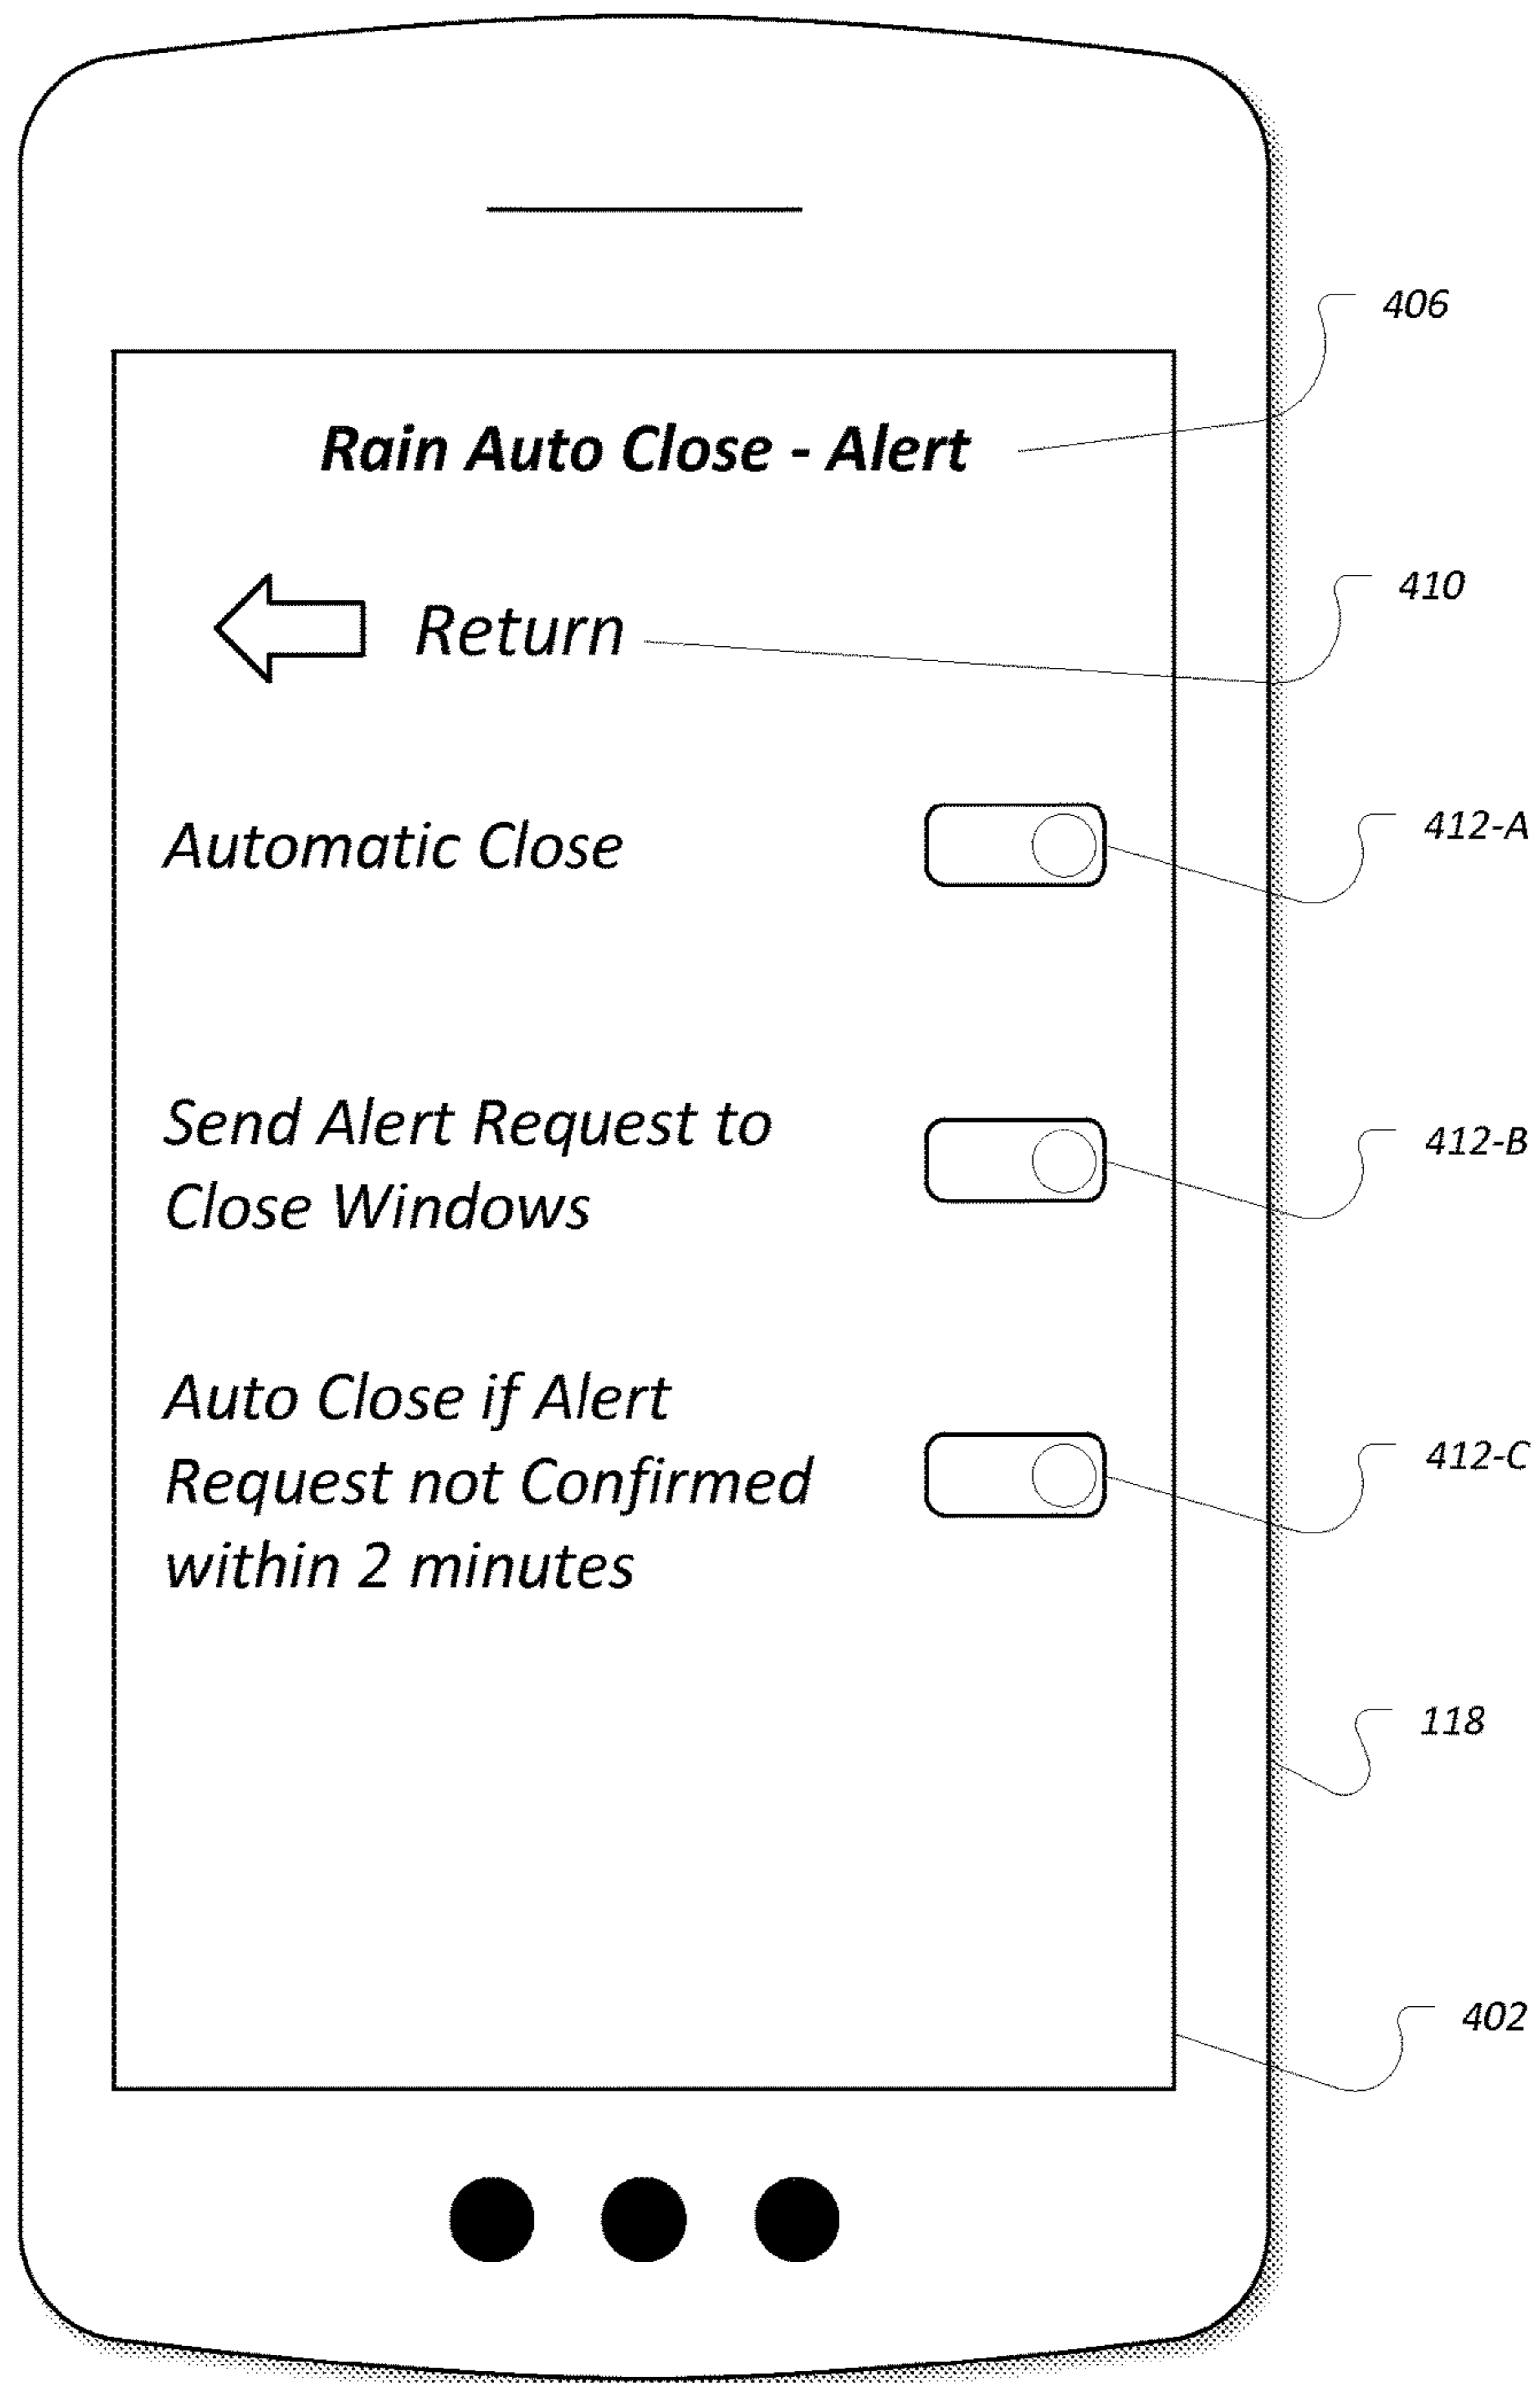 406
Rain Auto Close - Alert
410
Return
412-A
Automatic Close
Send Alert Request to
412-B
Close Windows
Auto Close if Alert
412-C
Request not Confirmed
within 2 minutes
118
402